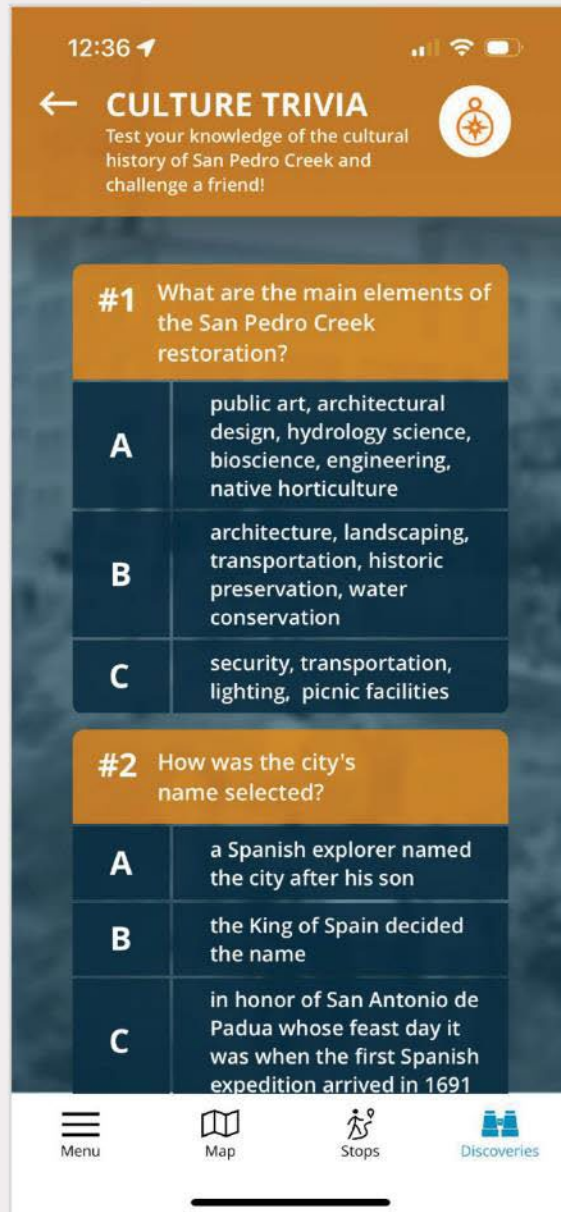 12:36
CULTURE TRIVIA
Test your knowledge of the cultural
history of San Pedro Creek and
challenge a friend!
#1 What are the main elements of
the San Pedro Creek
restoration?
A public art, architectural
design, hydrology science,
bioscience, engineering,
native horticulture
B architecture, landscaping,
transportation, historic
preservation, water
conservation
C security, transportation,
lighting, picnic facilities
#2 How was the city's
name selected?
A a Spanish explorer named
the city after his son
B the King of Spain decided
the name
C in honor of San Antonio de
Padua whose feast day it
was when the first Spanish
expedition arrived in 1691
Menu Map Stops Discoveries